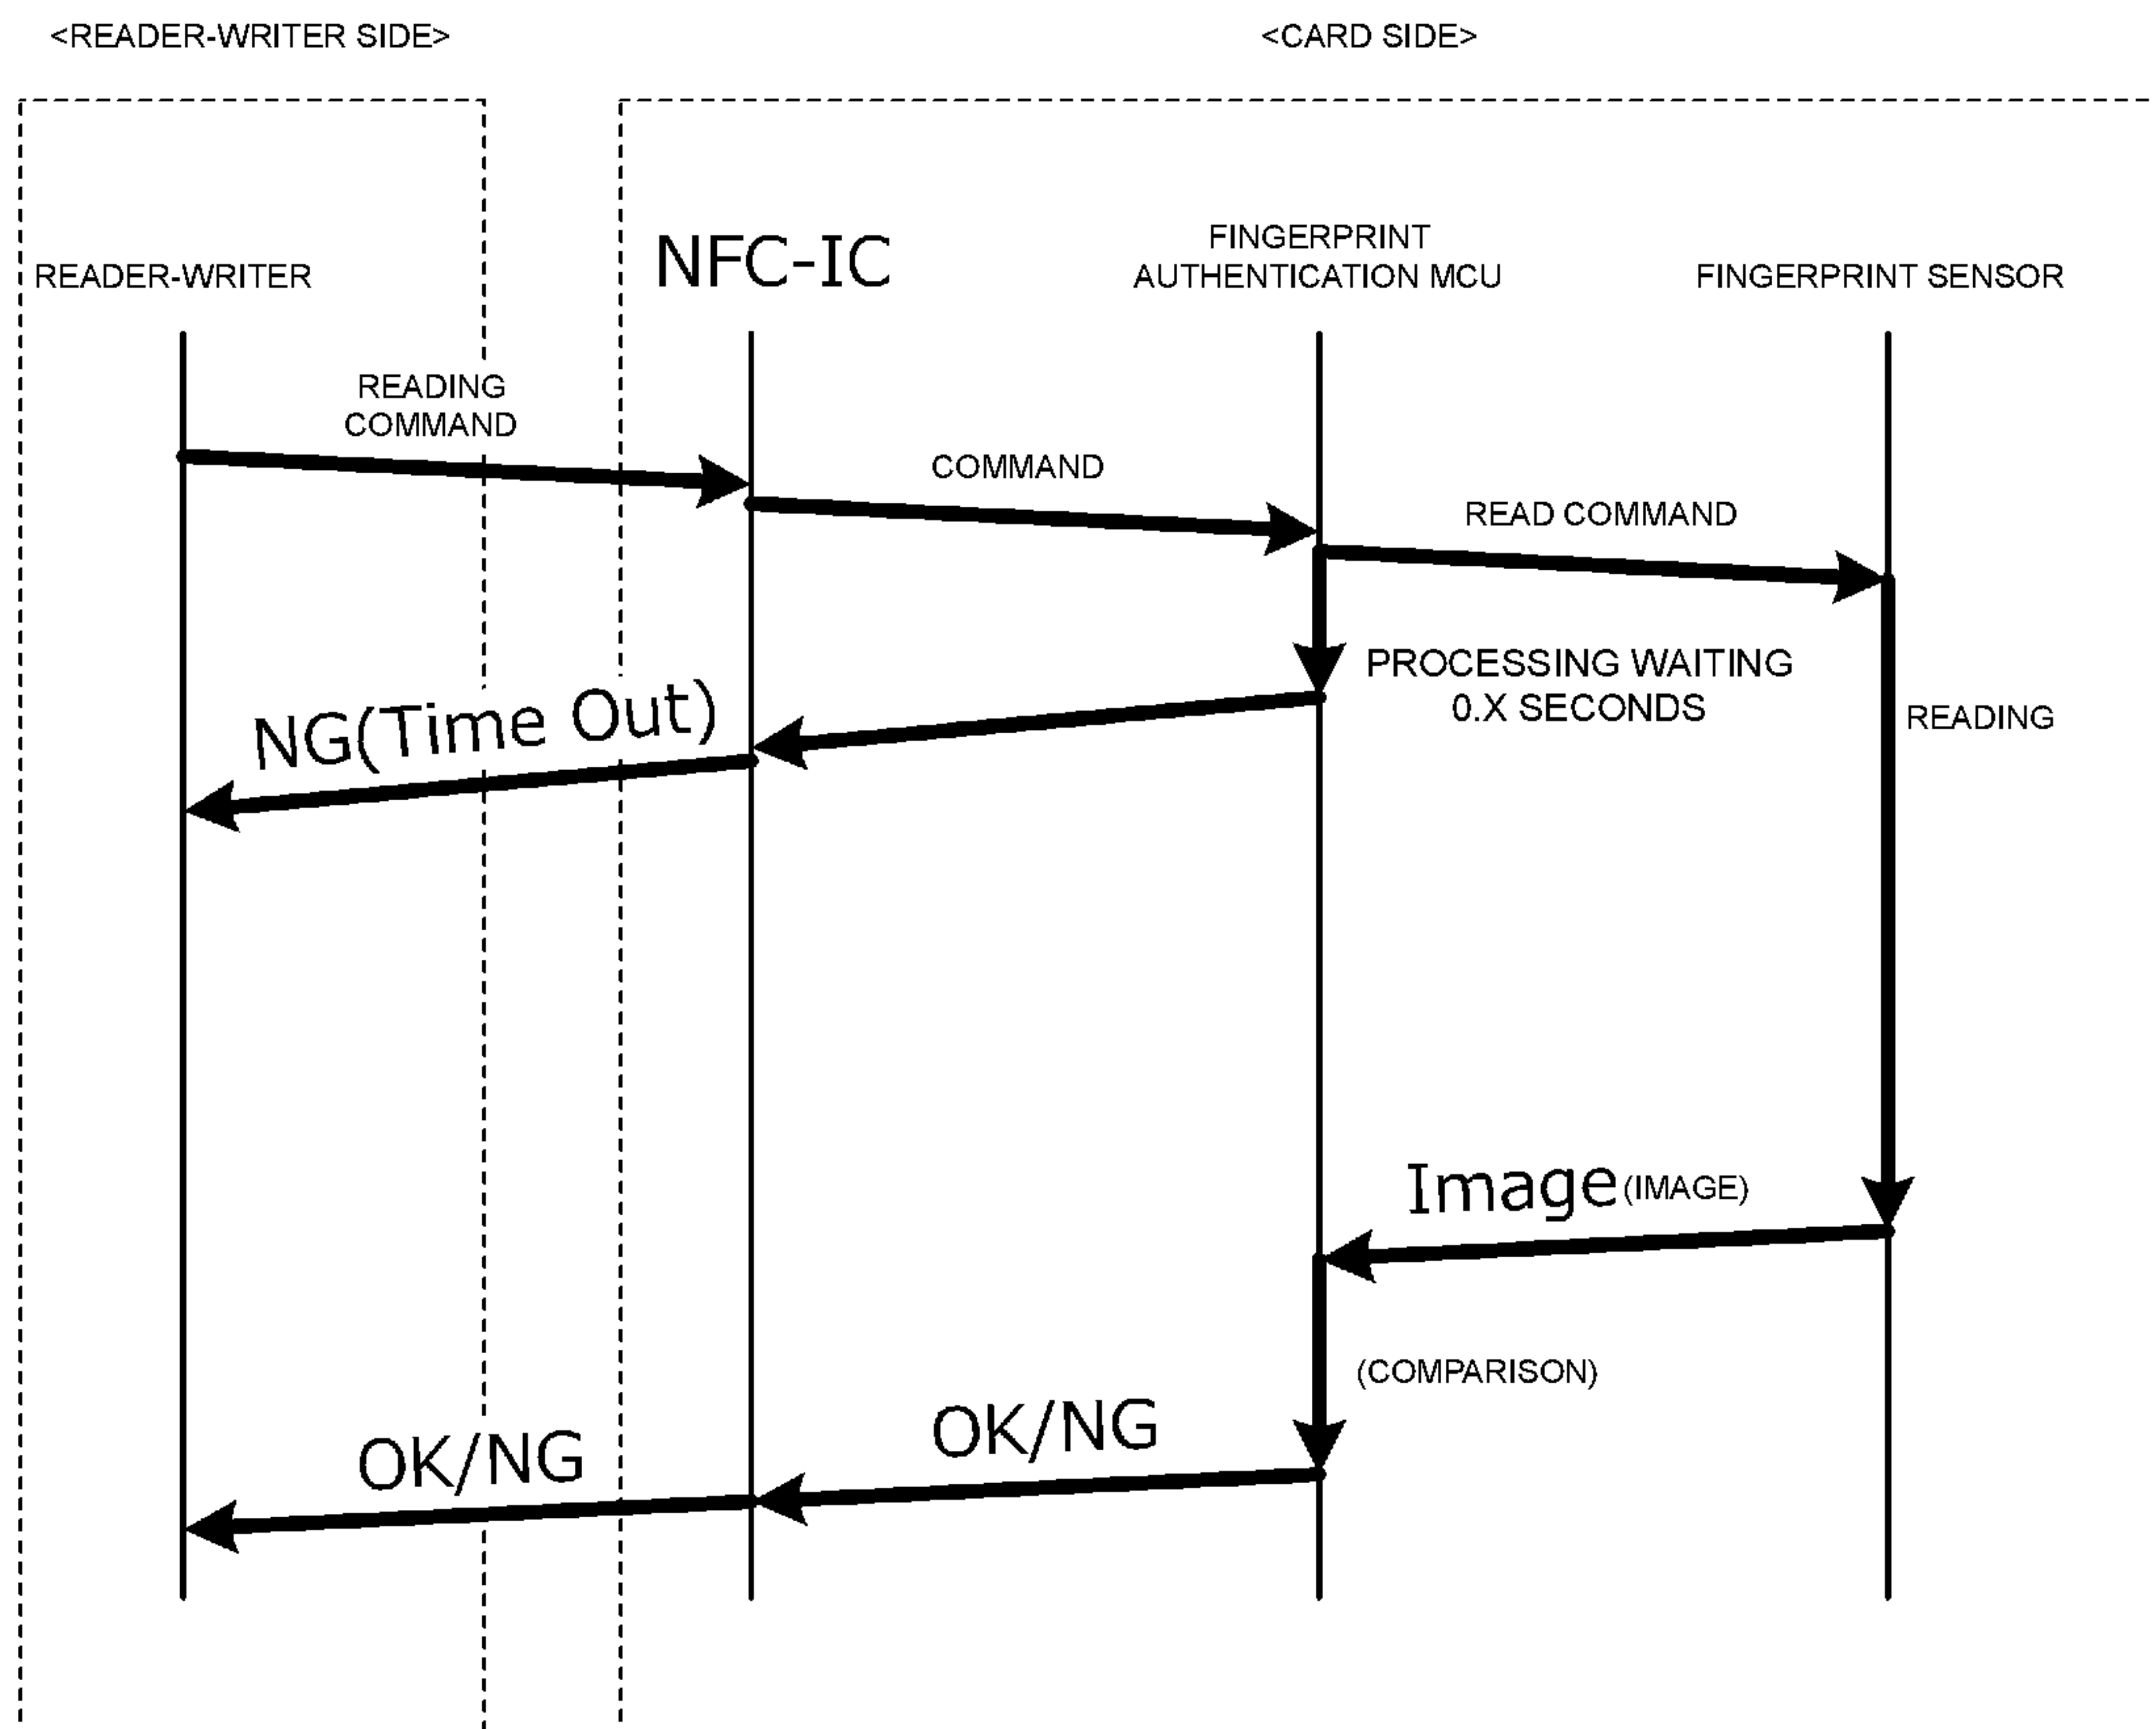 <READER-WRITER SIDE>
<CARD SIDE>
READER-WRITER
NFC-IC
FINGERPRINT
AUTHENTICATION MCU
FINGERPRINT SENSOR
READING
COMMAND
COMMAND
READ COMMAND
PROCESSING WAITING
0.X SECONDS
READING
NG(Time Out)
Image(IMAGE)
(COMPARISON)
OK/NG
OK/NG